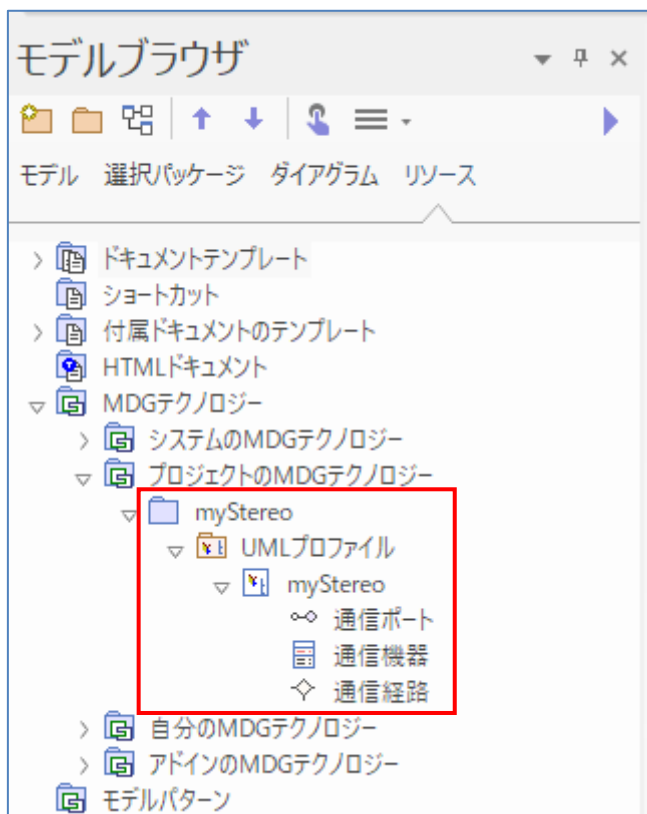 モデルブラウザ
モデル 選択パッケージ ダイアグラム リソース
ドキュメントテンプレート
ショートカット
付属ドキュメントのテンプレート
HTMLドキュメント
MDGテクノロジー
システムのMDGテクノロジー
プロジェクトのMDGテクノロジー
myStereo
UMLプロファイル
myStereo
通信ポート
通信機器
通信経路
自分のMDGテクノロジー
アドインのMDGテクノロジー
モデルパターン